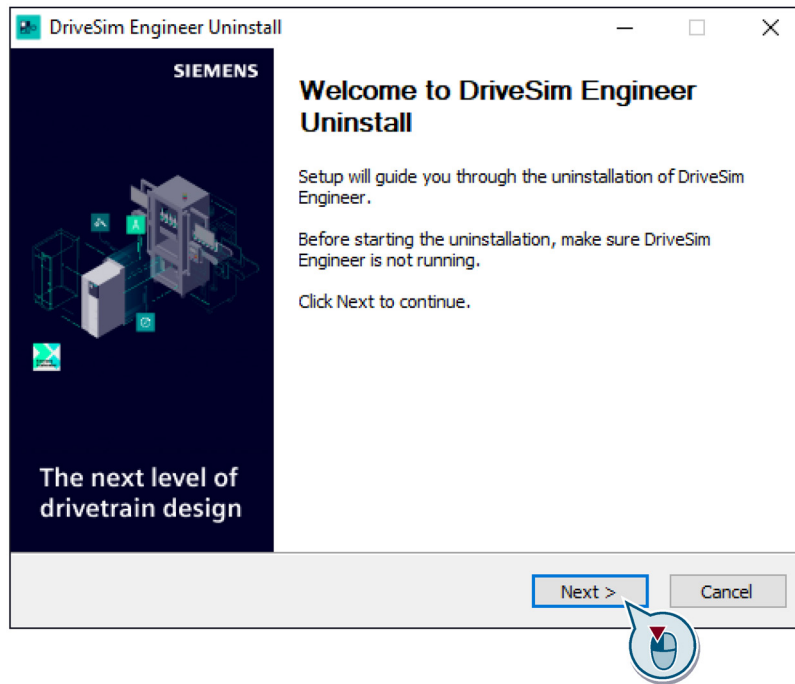 DriveSim Engineer Uninstall
SIEMENS
Welcome to DriveSim Engineer
Uninstall
Setup will guide you through the uninstallation of DriveSim
Engineer.
Before starting the uninstallation, make sure DriveSim
Engineer is not running.
Click Next to continue.
The next level of
drivetrain design
Next >
Cancel